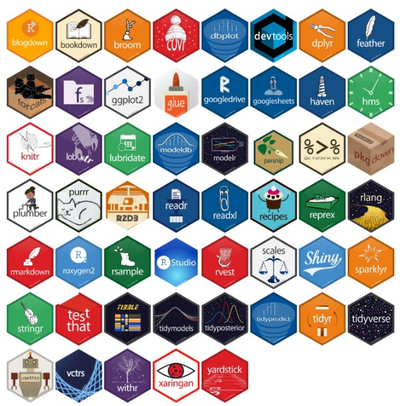 R
blogdown
bookdown
broom
covr
dbplot
devtools
dplyr
feather
forcats
fs
ggplot2
glue
R
googledrive
googlesheets
haven
hms
knitr
lobstr
lubridate
modeldb
modelr
parsnip
%>%
pkgdown
plumber
purrr
R2D3
readr
readxl
recipes
reprex
rlang
rmarkdown
R
roxygen2
rsample
R Studio
rvest
scales
Shiny
sparklyr
stringr
test
that
TIBBLE
tidymodels
tidyposterior
tidypredict
tidyr
tidyverse
usethis
vctrs
withr
xaringan
yardstick